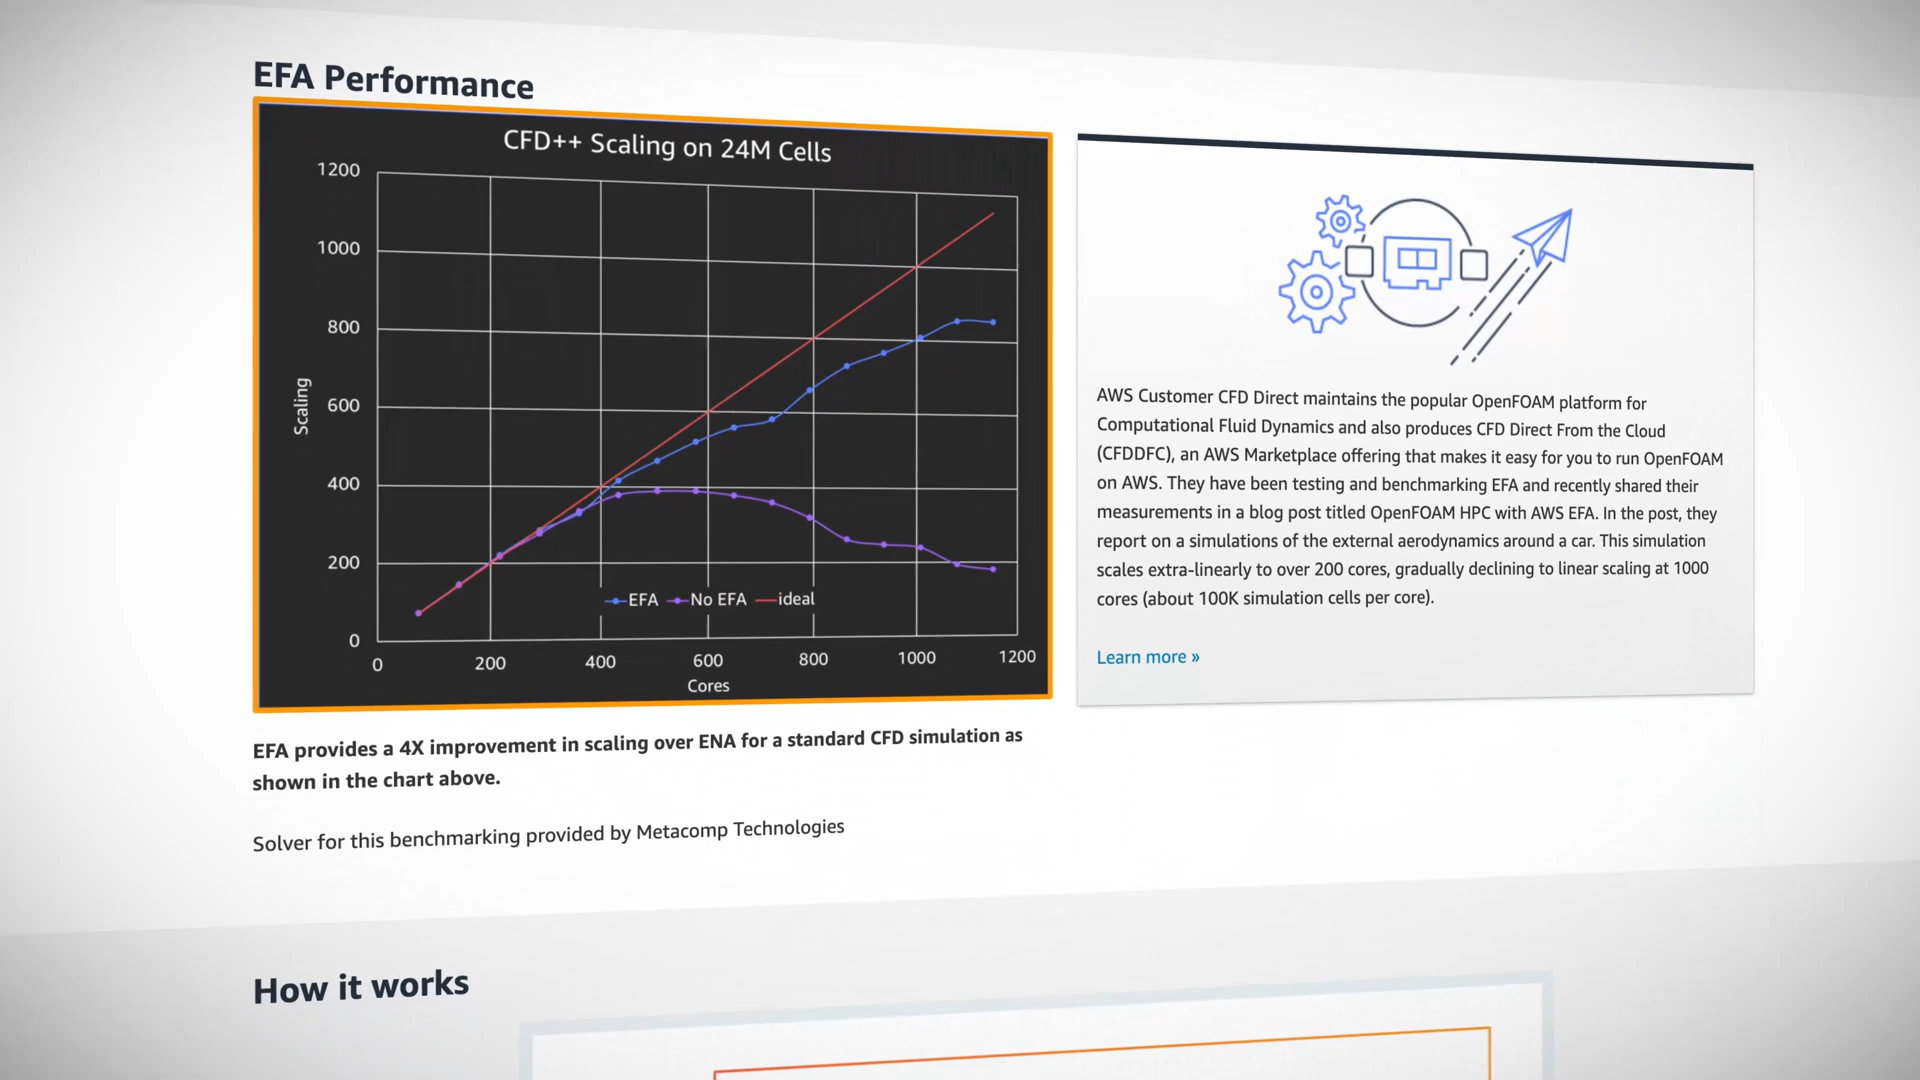 EFA Performance
CFD++ Scaling on 24M Cells
1200
1000
800
600
400
200
0
Scaling
EFA No EFA ideal
0 200 400 600 800 1000 1200
Cores
EFA provides a 4X improvement in scaling over ENA for a standard CFD simulation as
shown in the chart above.
Solver for this benchmarking provided by Metacomp Technologies
AWS Customer CFD Direct maintains the popular OpenFOAM platform for
Computational Fluid Dynamics and also produces CFD Direct From the Cloud
(CFDDFC), an AWS Marketplace offering that makes it easy for you to run OpenFOAM
on AWS. They have been testing and benchmarking EFA and recently shared their
measurements in a blog post titled OpenFOAM HPC with AWS EFA. In the post, they
report on a simulations of the external aerodynamics around a car. This simulation
scales extra-linearly to over 200 cores, gradually declining to linear scaling at 1000
cores (about 100K simulation cells per core).
Learn more »
How it works